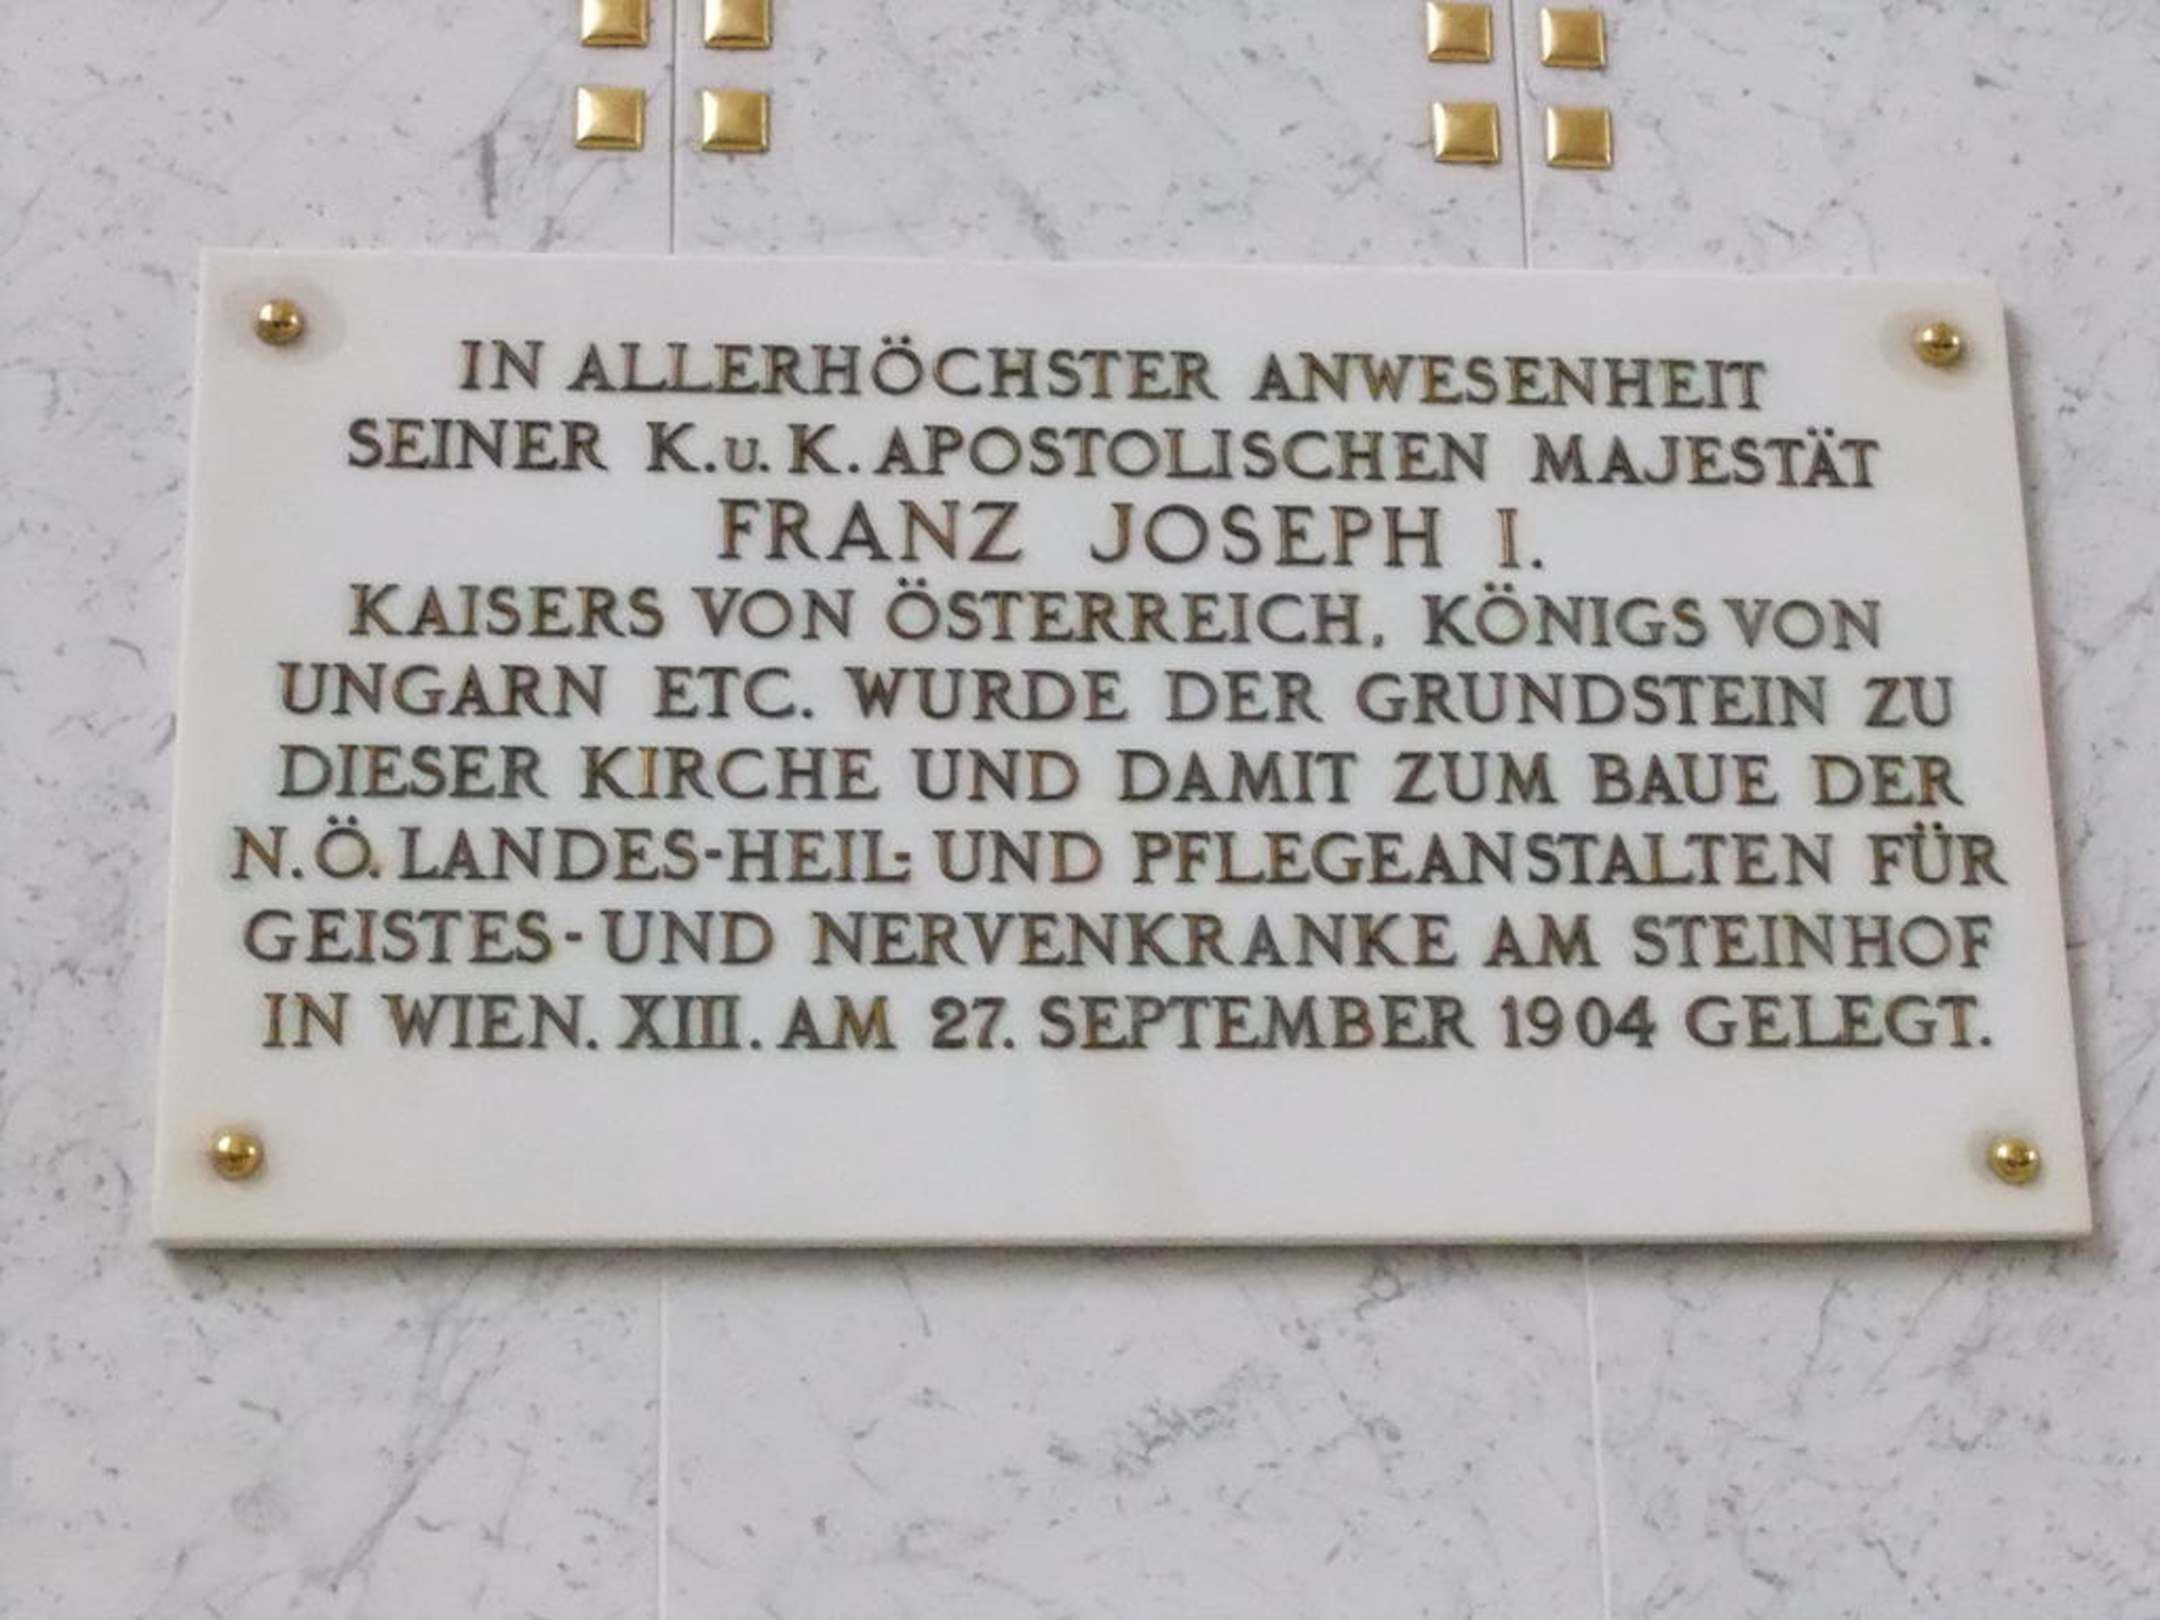 IN ALLERHÖCHSTER ANWESENHEIT
SEINER K.u.K. APOSTOLISCHEN MAJESTÄT
FRANZ JOSEPH I.
KAISERS VON ÖSTERREICH, KÖNIGS VON
UNGARN ETC. WURDE DER GRUNDSTEIN ZU
DIESER KIRCHE UND DAMIT ZUM BAUE DER
N.Ö. LANDES-HEIL- UND PFLEGEANSTALTEN FÜR
GEISTES- UND NERVENKRANKE AM STEINHOF
IN WIEN. XIII. AM 27. SEPTEMBER 1904 GELEGT.